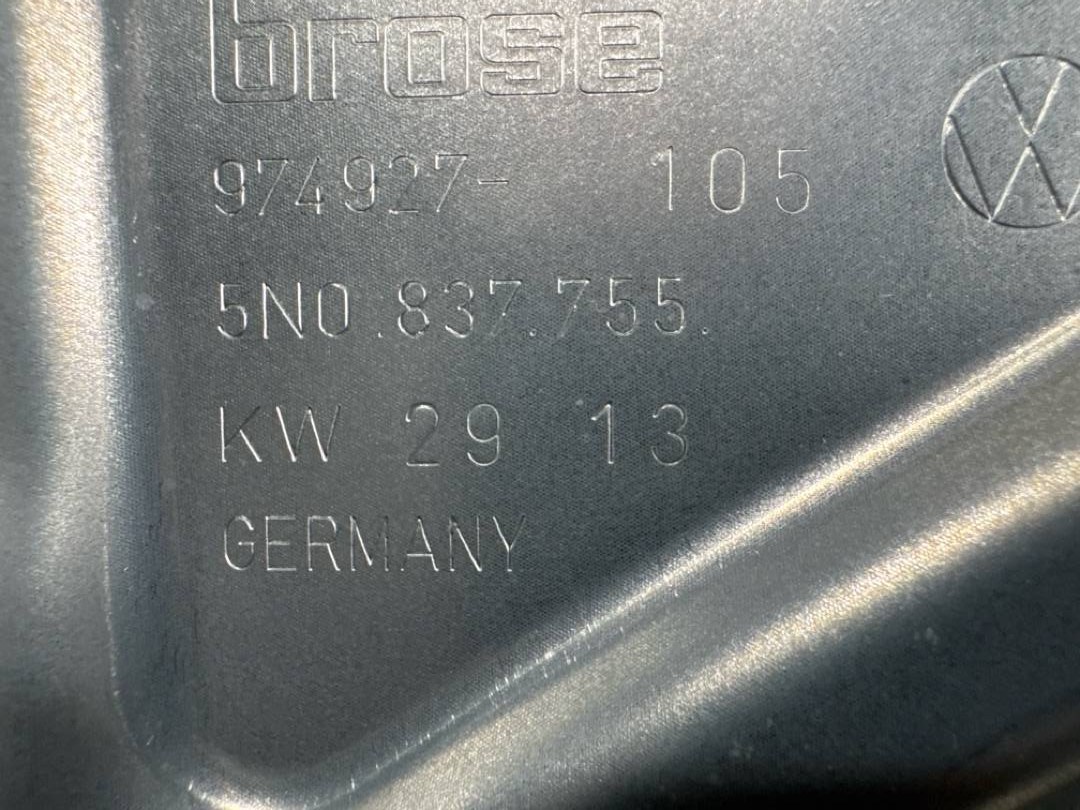 brose
974927- 105
5N0.837.755.
KW 29 13
GERMANY